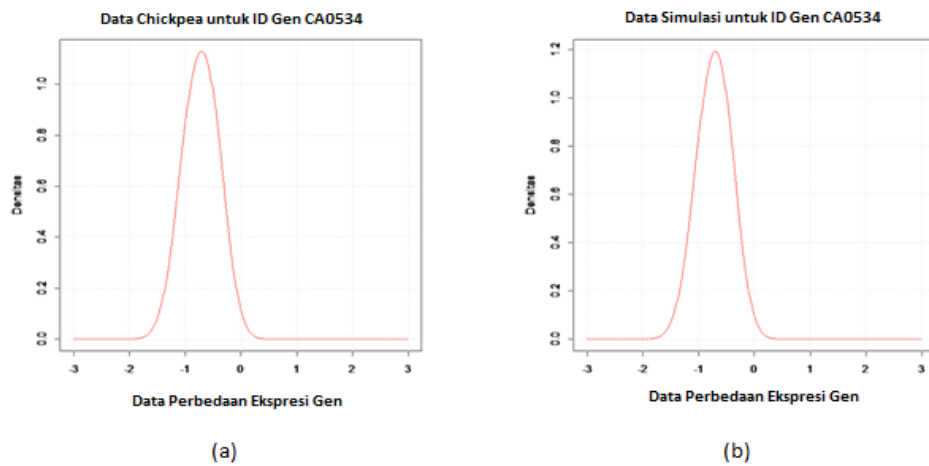 Data Chickpea untuk ID Gen CA0534
Densitas
0.0
0.2
0.4
0.6
0.8
1.0
-3 -2 -1 0 1 2 3
Data Perbedaan Ekspresi Gen
(a)
Data Simulasi untuk ID Gen CA0534
Densitas
0.0
0.2
0.4
0.6
0.8
1.0
1.2
-3 -2 -1 0 1 2 3
Data Perbedaan Ekspresi Gen
(b)